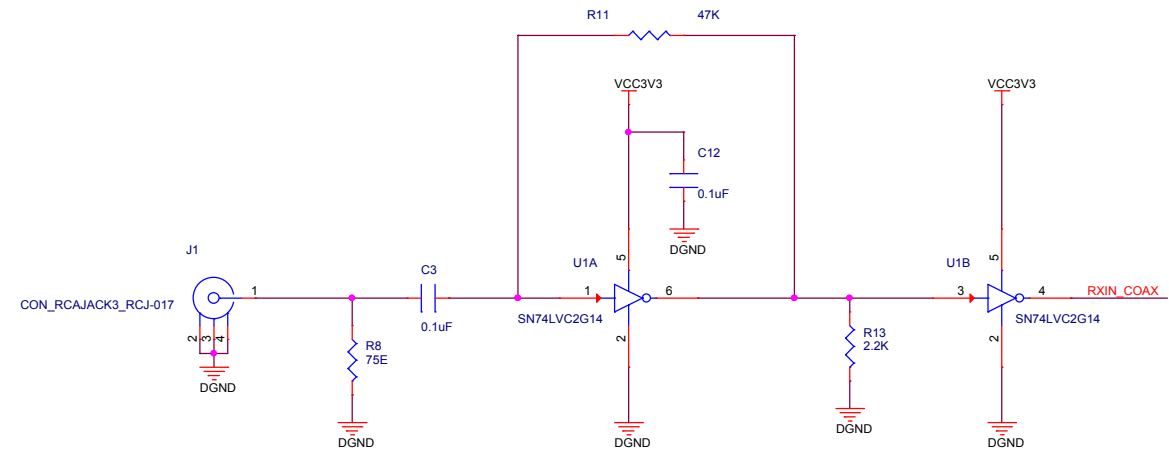 R11 47K
VCC3V3
VCC3V3
C12
0.1uF
DGND
J1
C3
U1A
5
U1B
5
CON_RCAJACK3_RCJ-017
1
1
6
3
4
RXIN_COAX
0.1uF
SN74LVC2G14
SN74LVC2G14
2
3
4
R8
75E
2
R13
2.2K
2
DGND
DGND
DGND
DGND
DGND